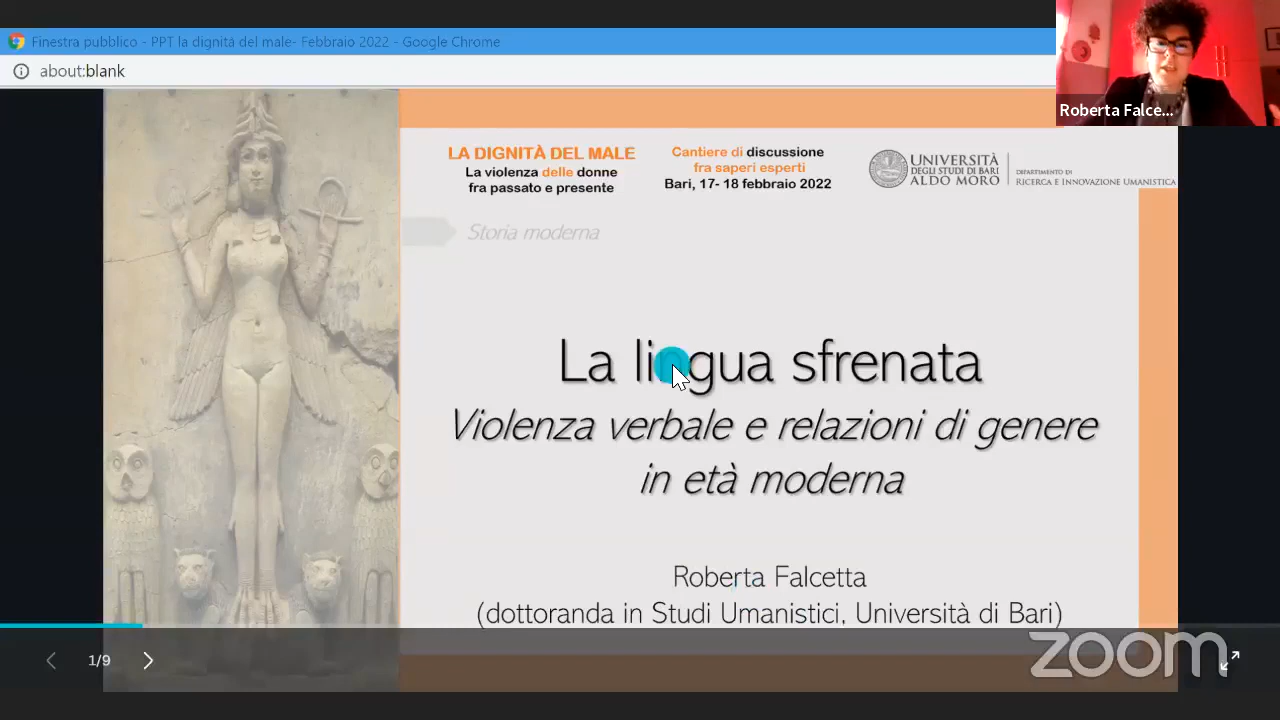 Finestra pubblico - PPT la dignità del male- Febbraio 2022 - Google Chrome
about:blank
Roberta Falce...
LA DIGNITÀ DEL MALE
La violenza delle donne
fra passato e presente
Cantiere di discussione
fra saperi esperti
Bari, 17- 18 febbraio 2022
UNIVERSITÀ
DEGLI STUDI DI BARI
ALDO MORO
DIPARTIMENTO DI
RICERCA E INNOVAZIONE UMANISTICA
Storia moderna
La lingua sfrenata
Violenza verbale e relazioni di genere
in età moderna
Roberta Falcetta
(dottoranda in Studi Umanistici, Università di Bari)
1/9
zoom